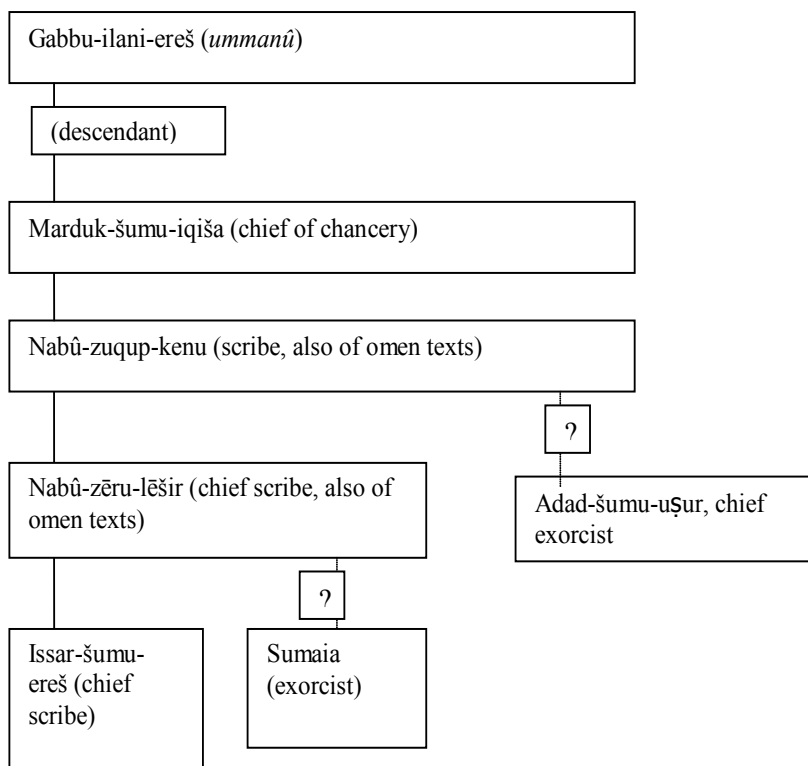 Gabbu-ilani-ereš (ummanû)
(descendant)
Marduk-šumu-iqiša (chief of chancery)
Nabû-zuqup-kenu (scribe, also of omen texts)
?
Nabû-zēru-lēšir (chief scribe, also of
omen texts)
Adad-šumu-uṣur, chief
exorcist
?
Issar-šumu-
ereš (chief
scribe)
Sumaia
(exorcist)